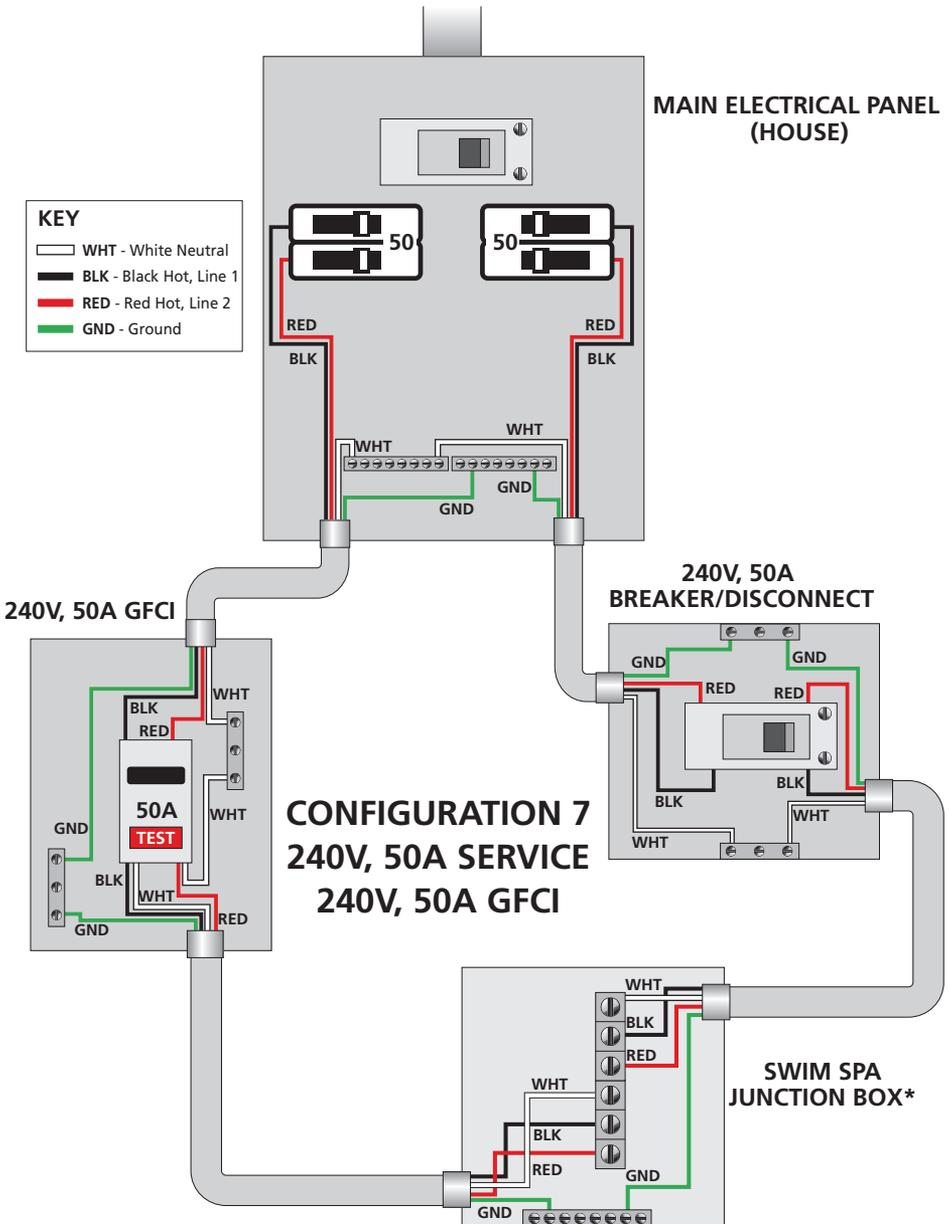 MAIN ELECTRICAL PANEL
(HOUSE)
KEY
WHT - White Neutral
BLK - Black Hot, Line 1
RED - Red Hot, Line 2
GND - Ground
50
50
RED
BLK
RED
BLK
WHT
WHT
GND
GND
240V, 50A GFCI
WHT
BLK
RED
50A
TEST
WHT
GND
BLK
WHT
RED
GND
240V, 50A
BREAKER/DISCONNECT
GND
GND
RED
RED
BLK
BLK
WHT
WHT
CONFIGURATION 7
240V, 50A SERVICE
240V, 50A GFCI
WHT
BLK
RED
WHT
BLK
RED
GND
GND
SWIM SPA
JUNCTION BOX*